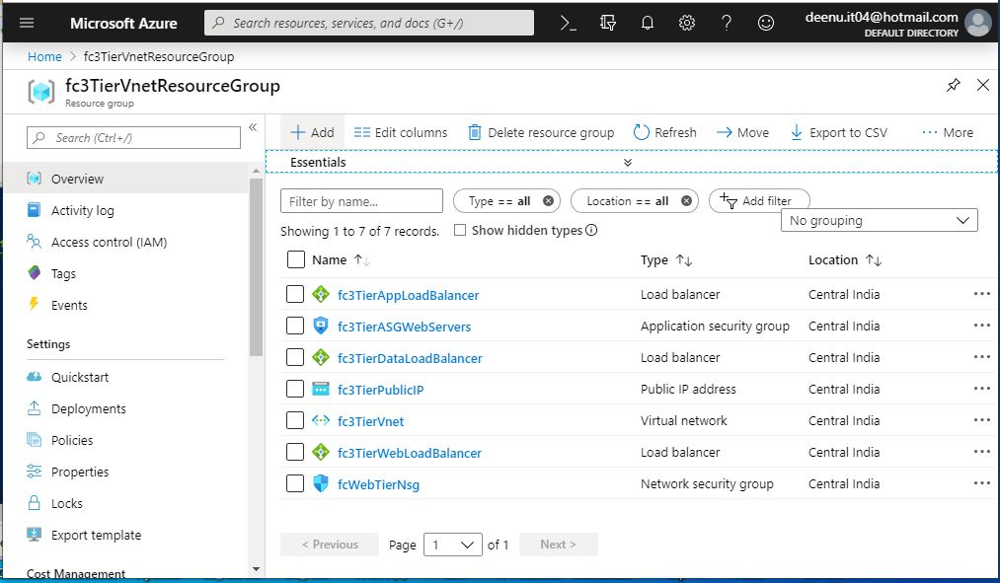 Microsoft Azure
Search resources, services, and docs (G+/)
deenu.it04@hotmail.com
DEFAULT DIRECTORY
Home > fc3TierVnetResourceGroup
fc3TierVnetResourceGroup
Resource group
Search (Ctrl+/)
«
Overview
Activity log
Access control (IAM)
Tags
Events
Settings
Quickstart
Deployments
Policies
Properties
Locks
Export template
Cost Management
Add Edit columns Delete resource group Refresh Move Export to CSV ··· More
Essentials
Filter by name... Type == all Location == all Add filter
No grouping
Showing 1 to 7 of 7 records. Show hidden types
Name ↑↓ Type ↑↓ Location ↑↓
fc3TierAppLoadBalancer Load balancer Central India ···
fc3TierASGWebServers Application security group Central India ···
fc3TierDataLoadBalancer Load balancer Central India ···
fc3TierPublicIP Public IP address Central India ···
fc3TierVnet Virtual network Central India ···
fc3TierWebLoadBalancer Load balancer Central India ···
fcWebTierNsg Network security group Central India ···
< Previous Page 1 of 1 Next >